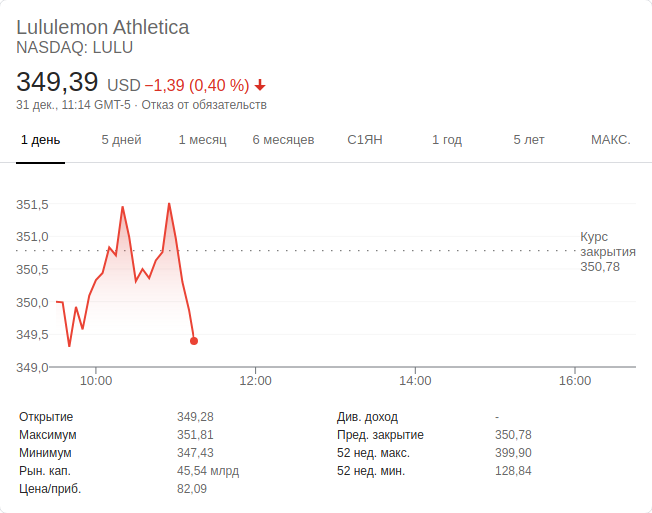 Lululemon Athletica
NASDAQ: LULU
349,39 USD −1,39 (0,40 %)
31 дек., 11:14 GMT-5 · Отказ от обязательств
1 день 5 дней 1 месяц 6 месяцев С1ЯН 1 год 5 лет МАКС.
351,5
351,0
350,5
350,0
349,5
349,0
Курс
закрытия
350,78
10:00 12:00 14:00 16:00
Открытие 349,28 Див. доход -
Максимум 351,81 Пред. закрытие 350,78
Минимум 347,43 52 нед. макс. 399,90
Рын. кап. 45,54 млрд 52 нед. мин. 128,84
Цена/приб. 82,09